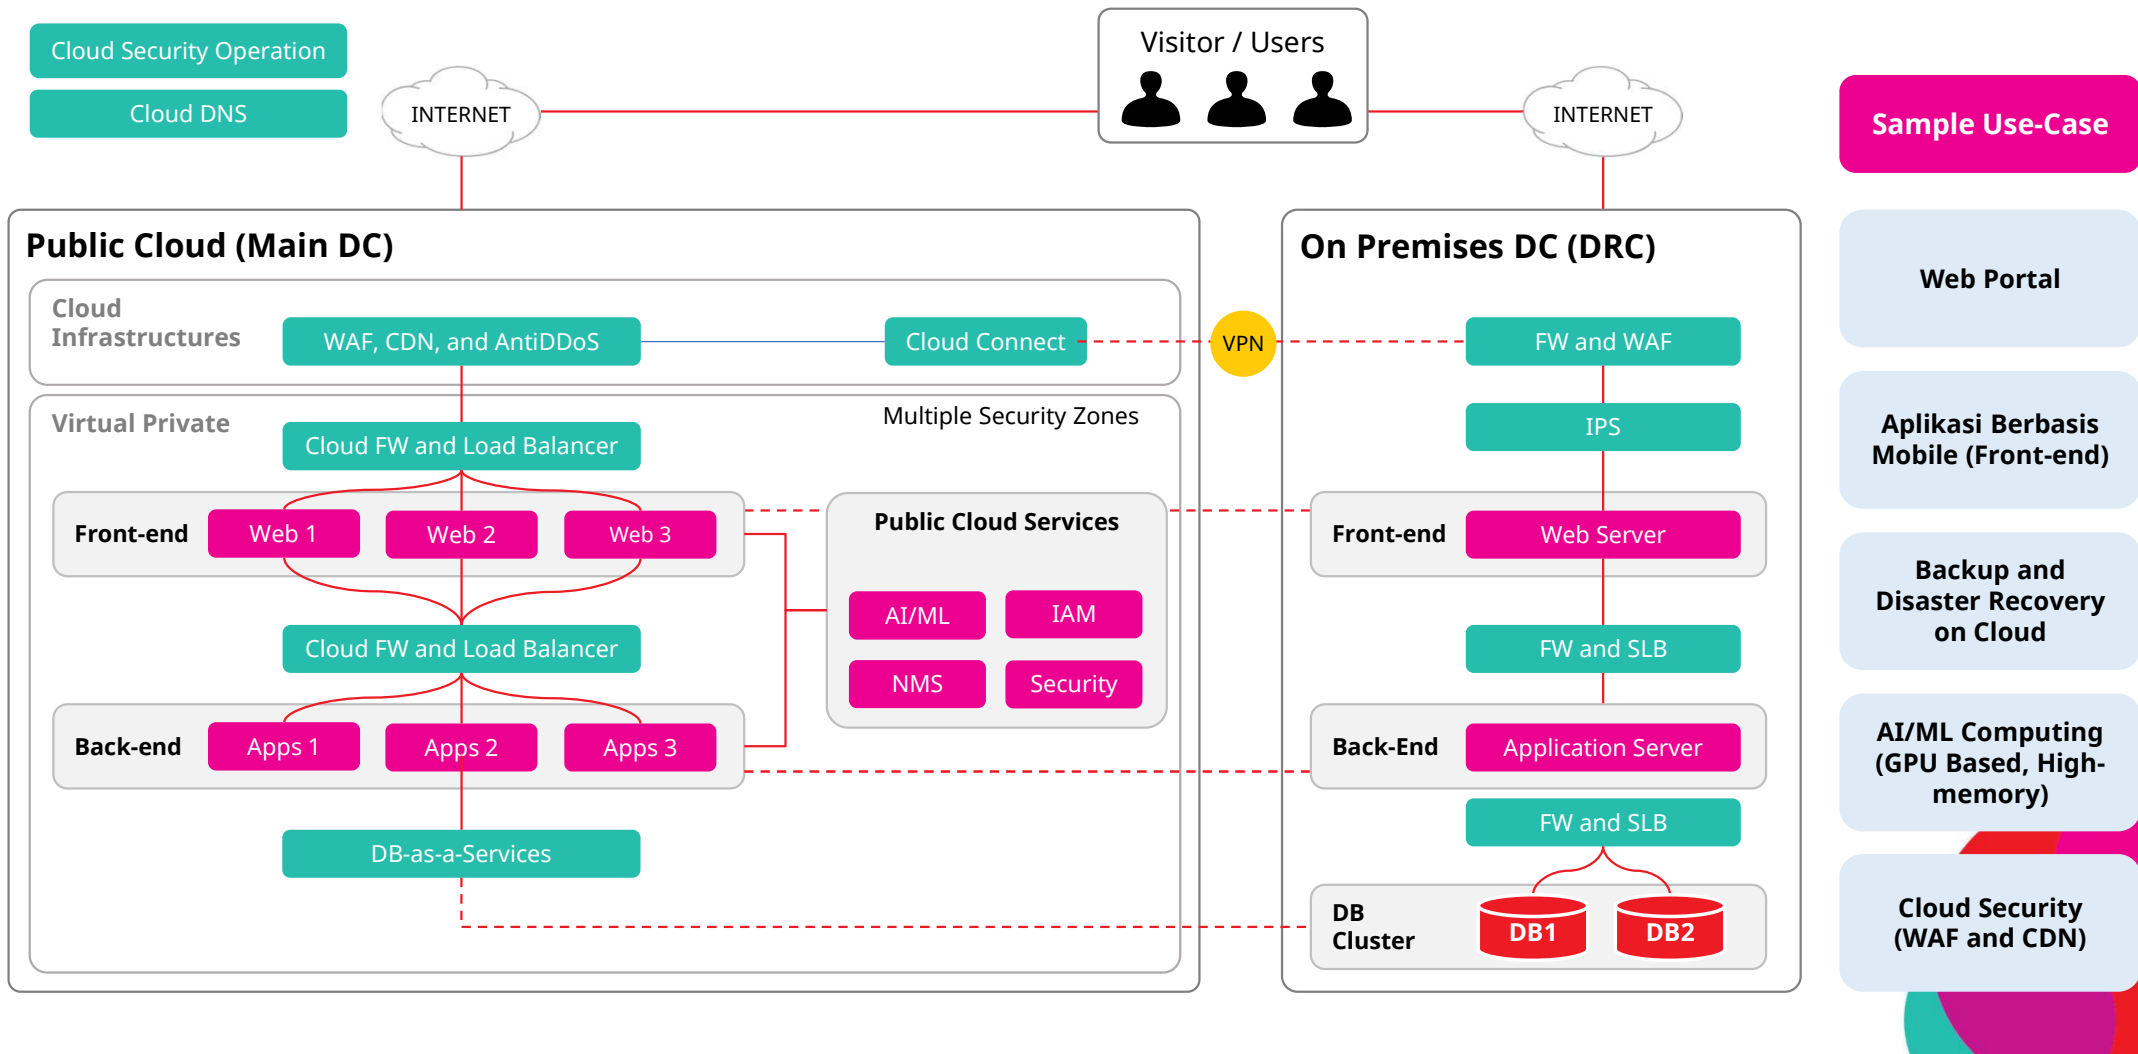 Cloud Security Operation
Cloud DNS
INTERNET
Visitor / Users
INTERNET
Sample Use-Case
Public Cloud (Main DC)
Cloud
Infrastructures
WAF, CDN, and AntiDDoS
Cloud Connect
VPN
Virtual Private
Multiple Security Zones
Cloud FW and Load Balancer
Front-end
Web 1
Web 2
Web 3
Public Cloud Services
AI/ML
IAM
NMS
Security
Cloud FW and Load Balancer
Back-end
Apps 1
Apps 2
Apps 3
DB-as-a-Services
On Premises DC (DRC)
FW and WAF
IPS
Front-end
Web Server
FW and SLB
Back-End
Application Server
FW and SLB
DB
Cluster
DB1
DB2
Web Portal
Aplikasi Berbasis
Mobile (Front-end)
Backup and
Disaster Recovery
on Cloud
AI/ML Computing
(GPU Based, High-
memory)
Cloud Security
(WAF and CDN)